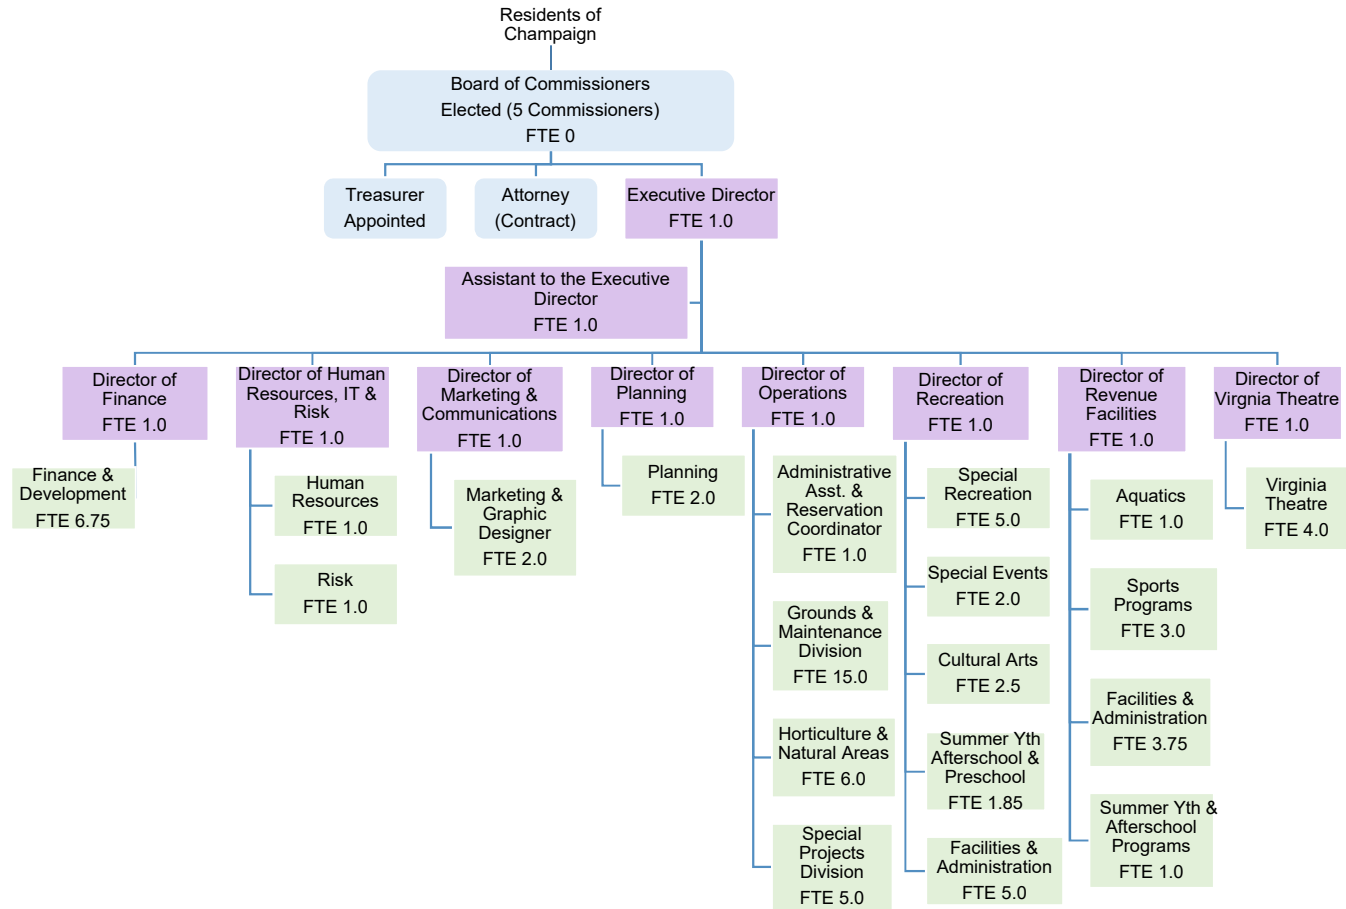 Residents of
Champaign
Board of Commissioners
Elected (5 Commissioners)
FTE 0
Treasurer
Appointed
Attorney
(Contract)
Executive Director
FTE 1.0
Assistant to the Executive
Director
FTE 1.0
Director of
Finance
FTE 1.0
Director of Human
Resources, IT &
Risk
FTE 1.0
Director of
Marketing &
Communications
FTE 1.0
Director of
Planning
FTE 1.0
Director of
Operations
FTE 1.0
Director of
Recreation
FTE 1.0
Director of
Revenue
Facilities
FTE 1.0
Director of
Virgnia Theatre
FTE 1.0
Finance &
Development
FTE 6.75
Human
Resources
FTE 1.0
Risk
FTE 1.0
Marketing &
Graphic
Designer
FTE 2.0
Planning
FTE 2.0
Administrative
Asst. &
Reservation
Coordinator
FTE 1.0
Grounds &
Maintenance
Division
FTE 15.0
Horticulture &
Natural Areas
FTE 6.0
Special
Projects
Division
FTE 5.0
Special
Recreation
FTE 5.0
Special Events
FTE 2.0
Cultural Arts
FTE 2.5
Summer Yth
Afterschool &
Preschool
FTE 1.85
Facilities &
Administration
FTE 5.0
Aquatics
FTE 1.0
Sports
Programs
FTE 3.0
Facilities &
Administration
FTE 3.75
Summer Yth &
Afterschool
Programs
FTE 1.0
Virginia
Theatre
FTE 4.0